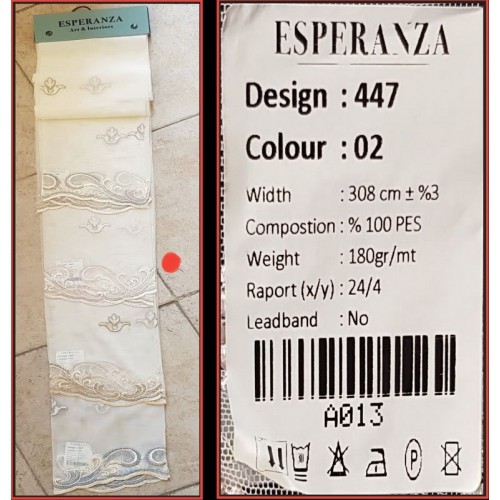 ESPERANZA
Art & Interiors
ESPERANZA
Design : 447
Colour : 02
Width : 308 cm ± %3
Compostion : % 100 PES
Weight : 180gr/mt
Raport (x/y) : 24/4
Leadband : No
A013
P